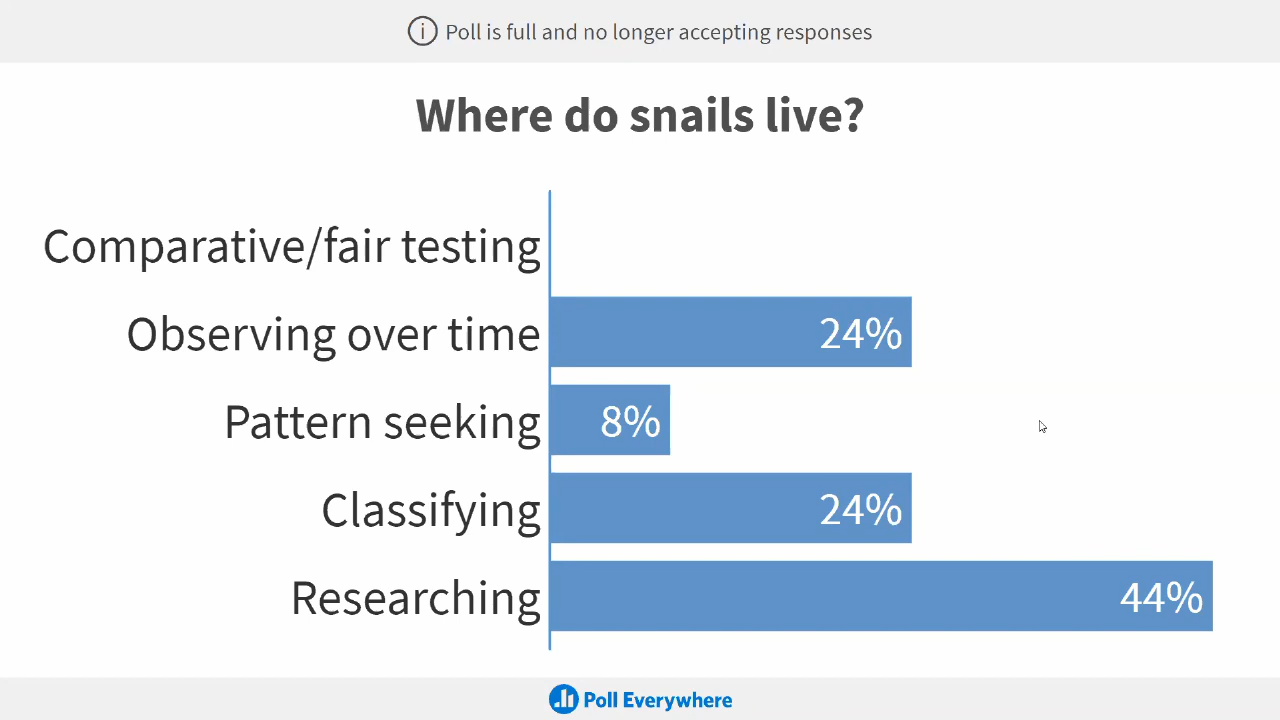 Poll is full and no longer accepting responses
Where do snails live?
Comparative/fair testing
Observing over time 24%
Pattern seeking 8%
Classifying 24%
Researching 44%
Poll Everywhere